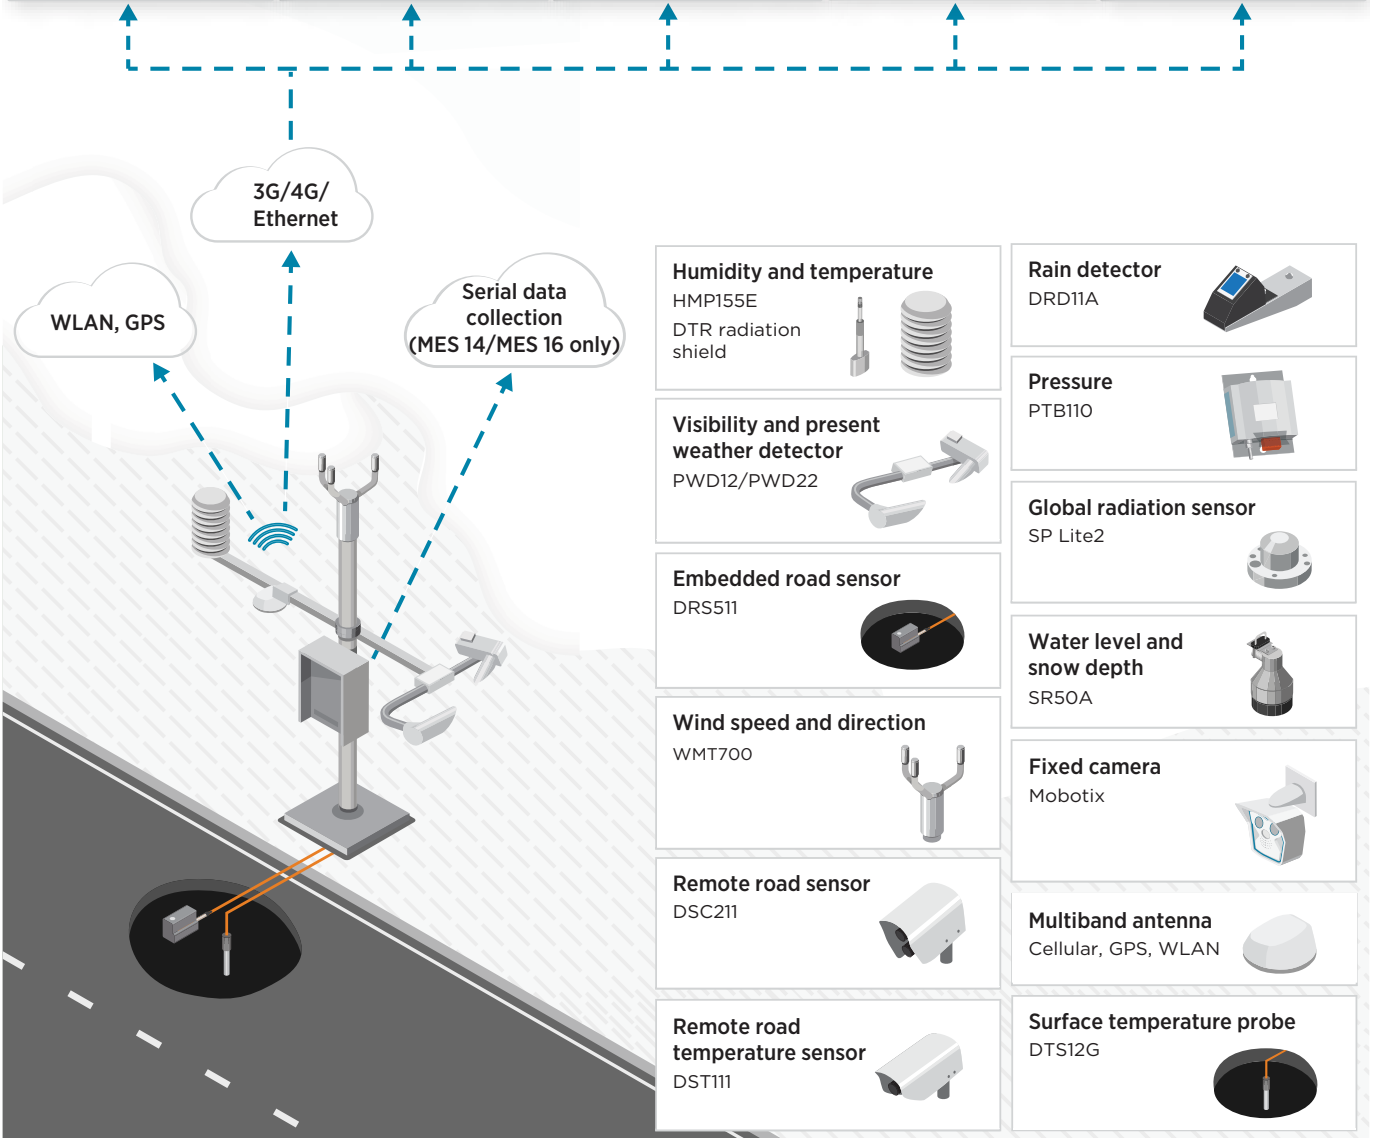 3G/4G/
Ethernet
WLAN, GPS
Serial data
collection
(MES 14/MES 16 only)
Humidity and temperature
HMP155E
DTR radiation
shield
Visibility and present
weather detector
PWD12/PWD22
Embedded road sensor
DRS511
Wind speed and direction
WMT700
Remote road sensor
DSC211
Remote road
temperature sensor
DST111
Rain detector
DRD11A
Pressure
PTB110
Global radiation sensor
SP Lite2
Water level and
snow depth
SR50A
Fixed camera
Mobotix
Multiband antenna
Cellular, GPS, WLAN
Surface temperature probe
DTS12G